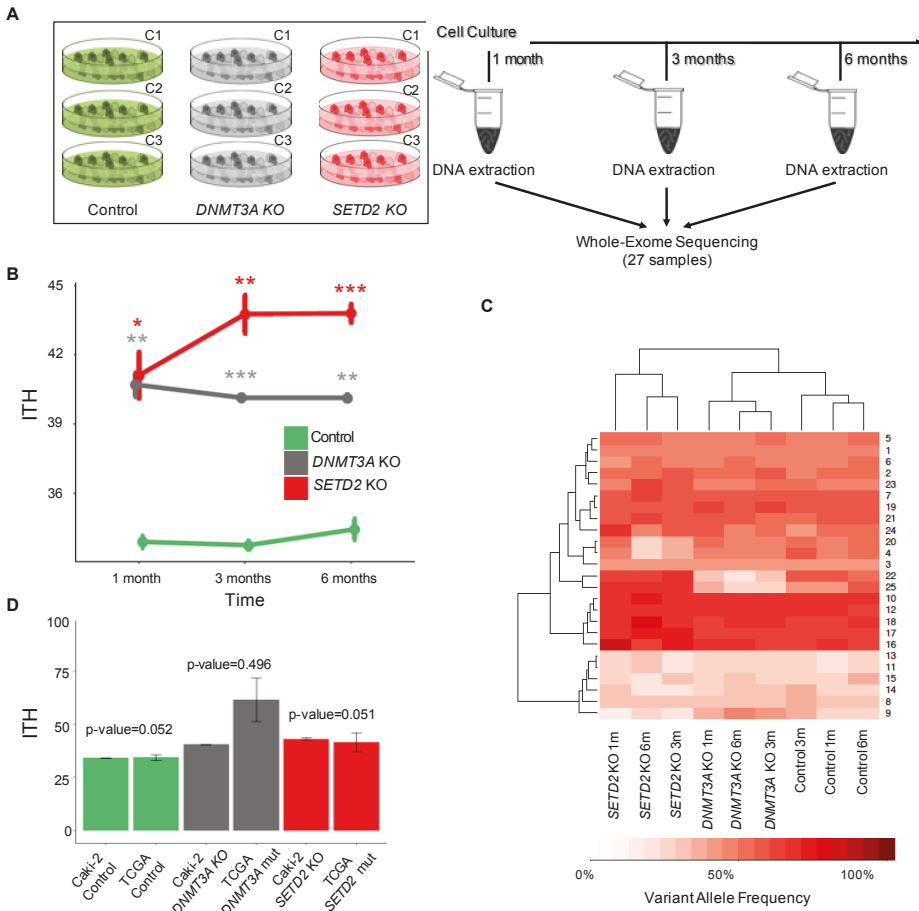 A
C1
C1
C1
C2
C2
C2
C3
C3
C3
Control
DNMT3A KO
SETD2 KO
Cell Culture
1 month
3 months
6 months
DNA extraction
DNA extraction
DNA extraction
Whole-Exome Sequencing
(27 samples)
B
45
42
39
36
ITH
*
**
**
***
***
**
Control
DNMT3A KO
SETD2 KO
1 month
3 months
6 months
Time
C
5
1
6
2
23
7
19
21
24
20
4
3
22
25
10
12
18
17
16
13
11
15
14
8
9
SETD2 KO 1m
SETD2 KO 6m
SETD2 KO 3m
DNMT3A KO 1m
DNMT3A KO 6m
DNMT3A KO 3m
Control 3m
Control 1m
Control 6m
0%
50%
100%
Variant Allele Frequency
D
100
75
50
25
0
ITH
p-value=0.052
p-value=0.496
p-value=0.051
Caki-2
Control
TCGA
Control
Caki-2
DNMT3A KO
TCGA
DNMT3A mut
Caki-2
SETD2 KO
TCGA
SETD2 mut